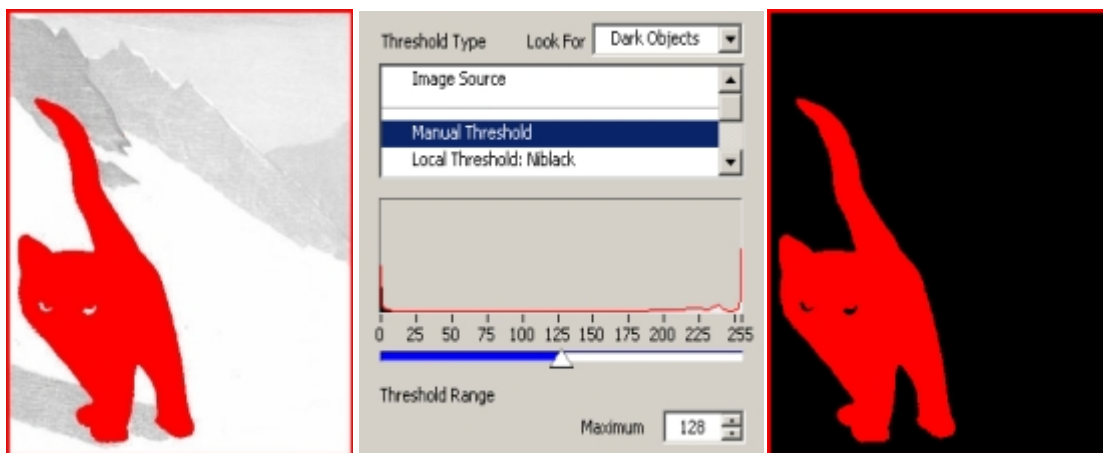 Threshold Type Look For Dark Objects
Image Source
Manual Threshold
Local Threshold: Niblack
0 25 50 75 100 125 150 175 200 225 255
Threshold Range
Maximum 128